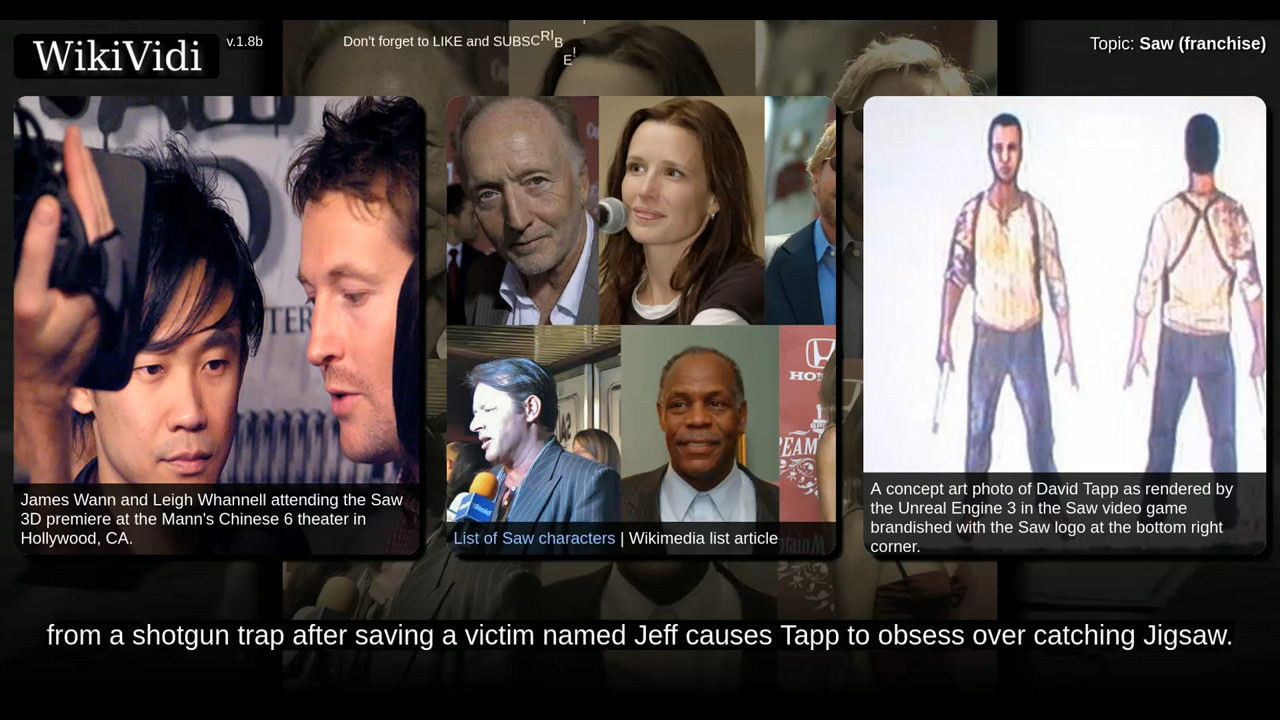 WikiVidi
v.1.8b
Don't forget to LIKE and SUBSCRIBE!
Topic: Saw (franchise)
TER
HON
EAM
James Wann and Leigh Whannell attending the Saw
3D premiere at the Mann's Chinese 6 theater in
Hollywood, CA.
List of Saw characters | Wikimedia list article
A concept art photo of David Tapp as rendered by
the Unreal Engine 3 in the Saw video game
brandished with the Saw logo at the bottom right
corner.
from a shotgun trap after saving a victim named Jeff causes Tapp to obsess over catching Jigsaw.